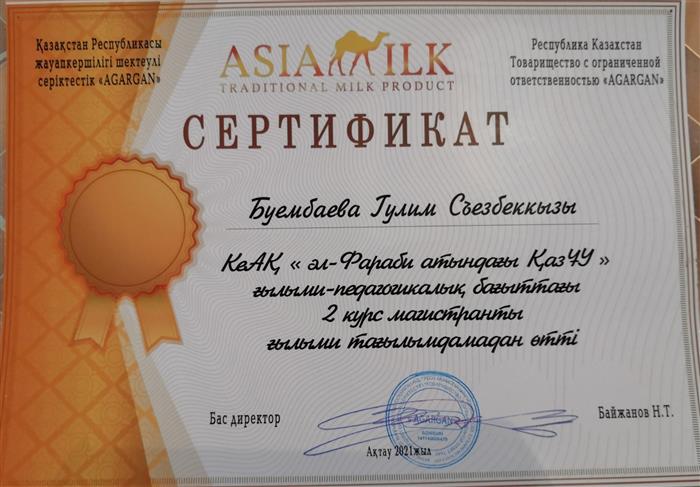 Қазақстан Республикасы
жауапкершілігі шектеулі
серіктестік «AGARGAN»
ASIA MILK
TRADITIONAL MILK PRODUCT
Республика Казахстан
Товарищество с ограниченной
ответственностью «AGARGAN»
СЕРТИФИКАТ
Буембаева Гулим Съезбеккызы
КеАҚ « әл-Фараби атындағы ҚазҰУ »
ғылыми-педагогикалық бағыттағы
2 курс магистранты
ғылыми тағылымдамадан өтті
Бас директор
«AGARGAN»
Байжанов Н.Т.
Ақтау 2021жыл